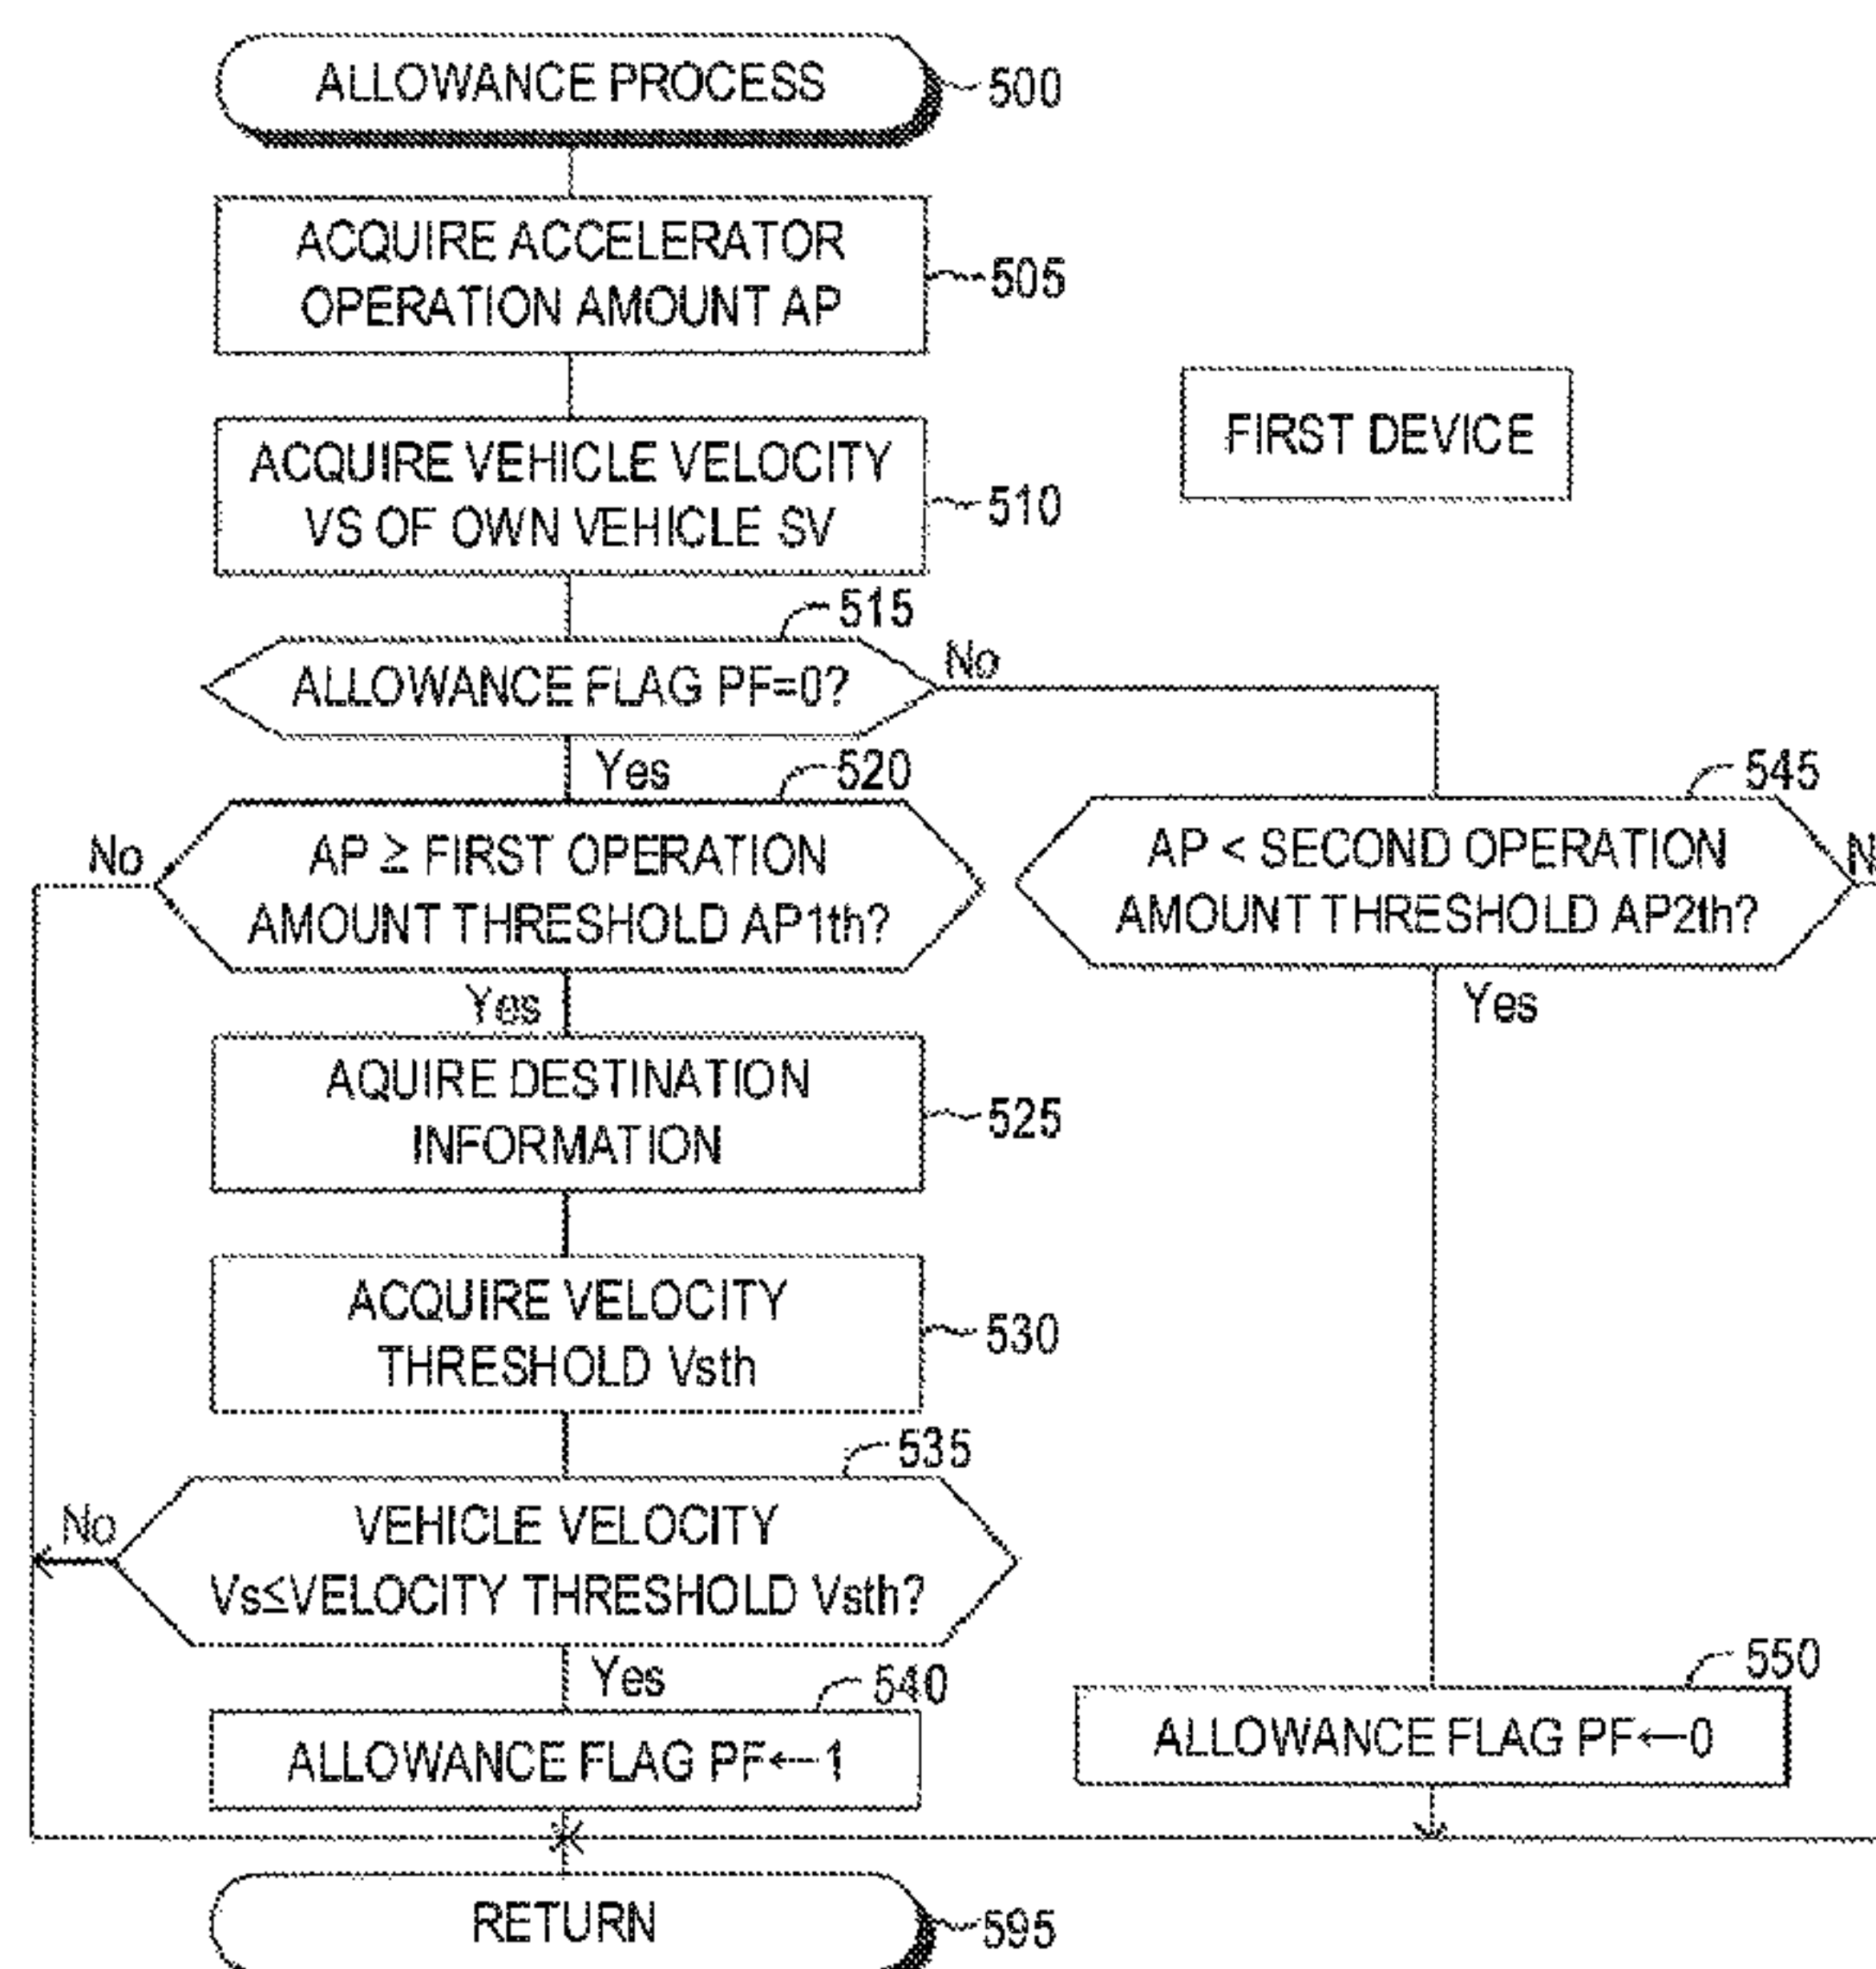 ALLOWANCE PROCESS
500
ACQUIRE ACCELERATOR
OPERATION AMOUNT AP
505
FIRST DEVICE
ACQUIRE VEHICLE VELOCITY
VS OF OWN VEHICLE SV
510
515
ALLOWANCE FLAG PF=0?
No
Yes
520
545
No
AP ≧ FIRST OPERATION
AMOUNT THRESHOLD AP1th?
AP < SECOND OPERATION
AMOUNT THRESHOLD AP2th?
Yes
Yes
AQUIRE DESTINATION
INFORMATION
525
ACQUIRE VELOCITY
THRESHOLD Vsth
530
535
No
VEHICLE VELOCITY
Vs≤VELOCITY THRESHOLD Vsth?
Yes
540
550
ALLOWANCE FLAG PF←1
ALLOWANCE FLAG PF←0
RETURN
595